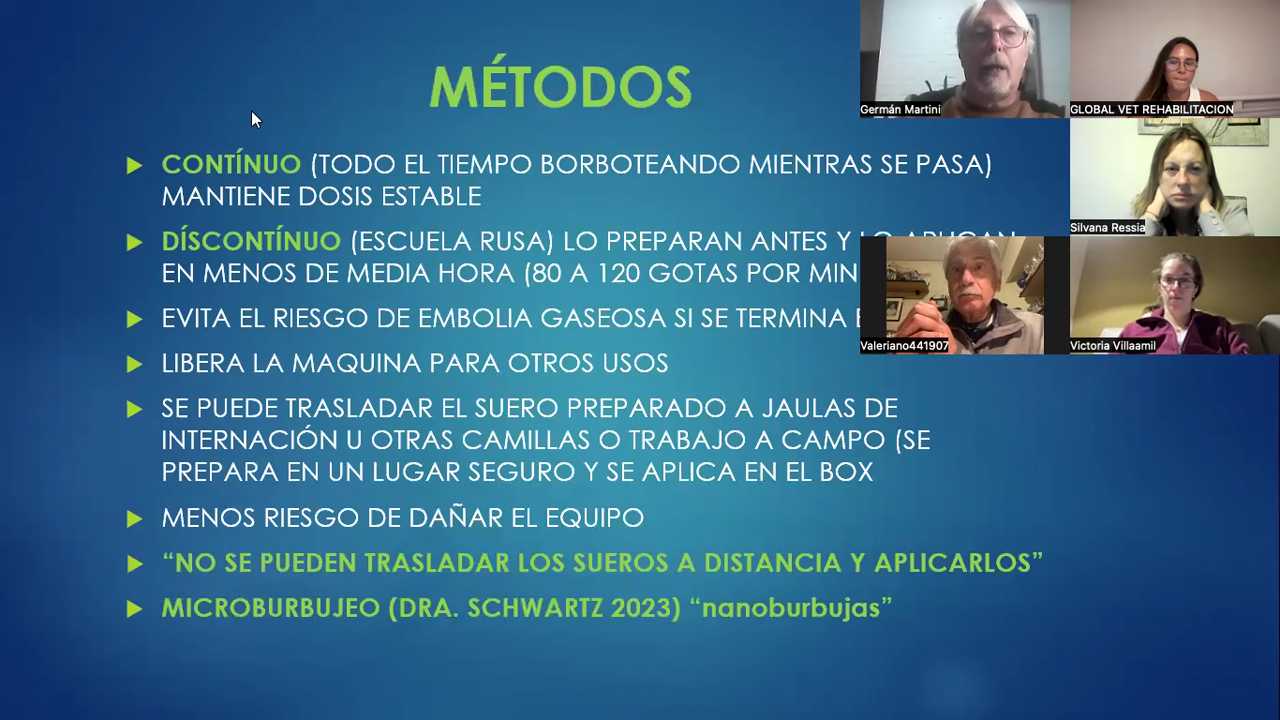 MÉTODOS
CONTÍNUO (TODO EL TIEMPO BORBOTEANDO MIENTRAS SE PASA)
MANTIENE DOSIS ESTABLE
DÍSCONTÍNUO (ESCUELA RUSA) LO PREPARAN ANTES Y LO APLICAN
EN MENOS DE MEDIA HORA (80 A 120 GOTAS POR MIN
EVITA EL RIESGO DE EMBOLIA GASEOSA SI SE TERMINA
LIBERA LA MAQUINA PARA OTROS USOS
SE PUEDE TRASLADAR EL SUERO PREPARADO A JAULAS DE
INTERNACIÓN U OTRAS CAMILLAS O TRABAJO A CAMPO (SE
PREPARA EN UN LUGAR SEGURO Y SE APLICA EN EL BOX
MENOS RIESGO DE DAÑAR EL EQUIPO
“NO SE PUEDEN TRASLADAR LOS SUEROS A DISTANCIA Y APLICARLOS”
MICROBURBUJEO (DRA. SCHWARTZ 2023) “nanoburbujas”
Germán Martini
GLOBAL VET REHABILITACION
Silvana Ressia
Valeriano441907
Victoria Villaamil